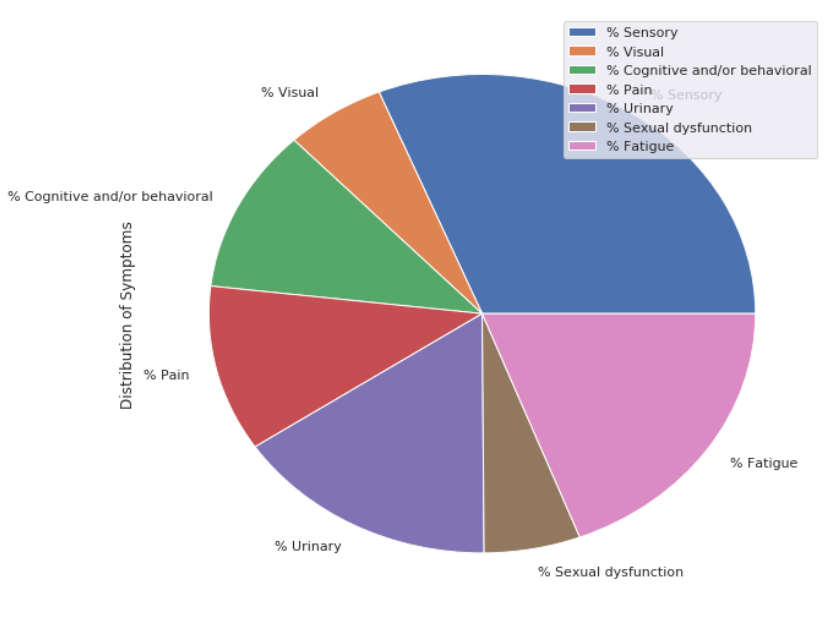 % Sensory
% Visual
% Cognitive and/or behavioral
% Pain
% Urinary
% Sexual dysfunction
% Fatigue
% Sensory
% Visual
% Cognitive and/or behavioral
Distribution of Symptoms
% Pain
% Fatigue
% Urinary
% Sexual dysfunction